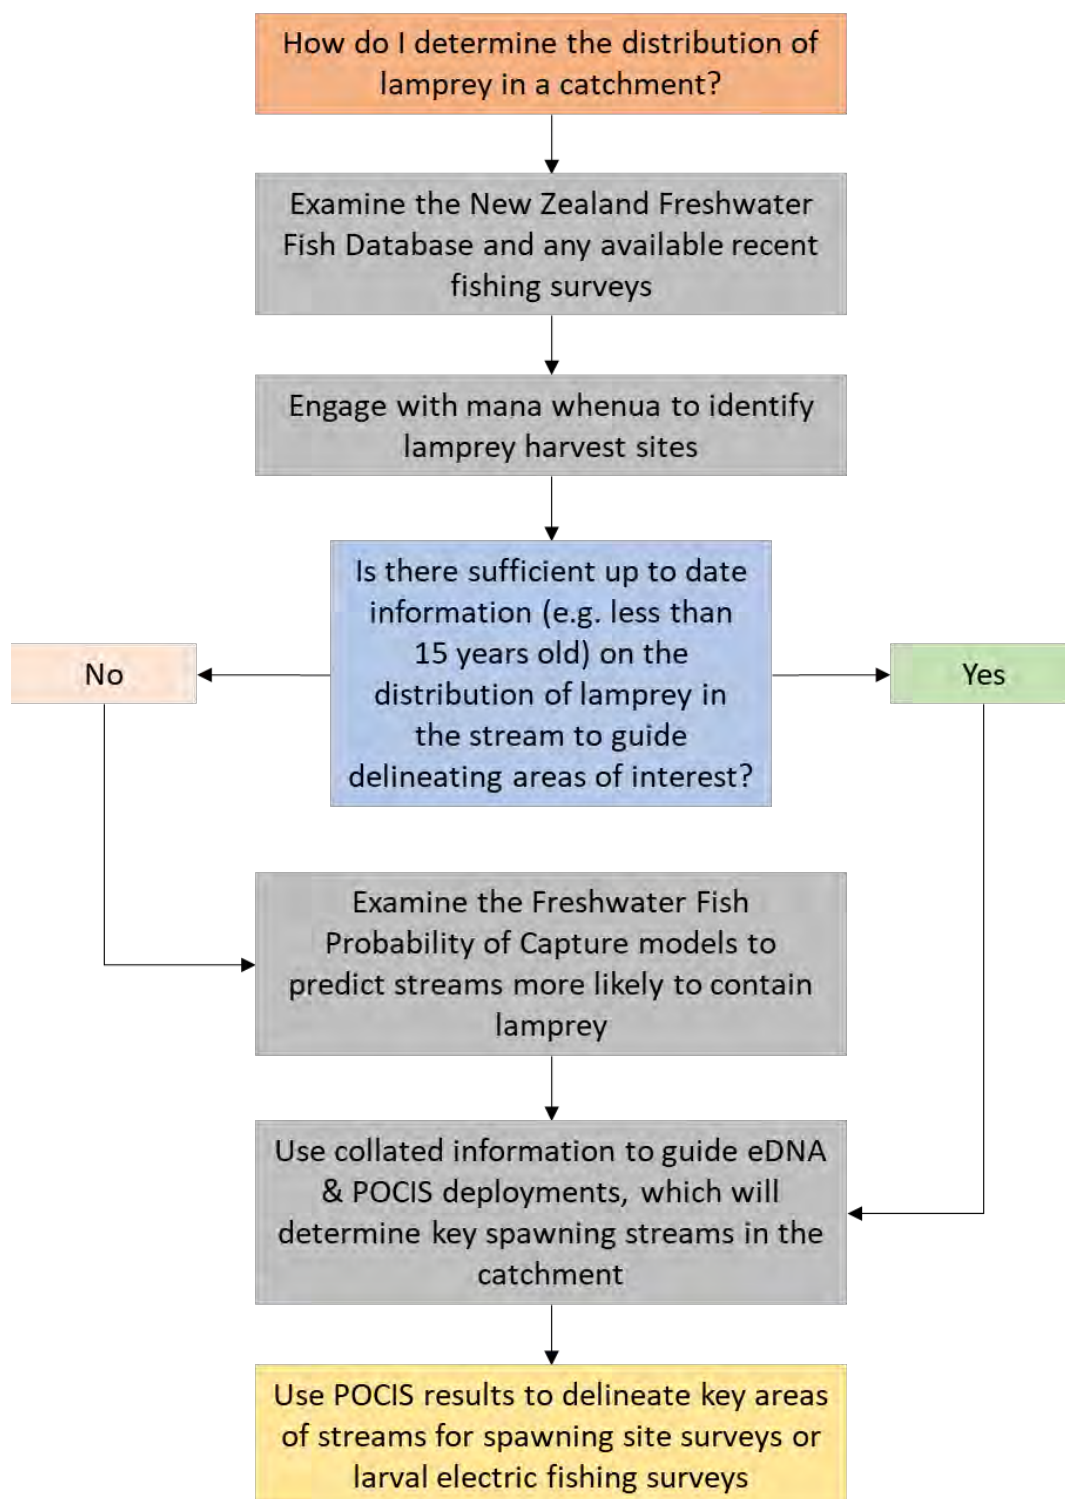 How do I determine the distribution of
lamprey in a catchment?
Examine the New Zealand Freshwater
Fish Database and any available recent
fishing surveys
Engage with mana whenua to identify
lamprey harvest sites
Is there sufficient up to date
information (e.g. less than
15 years old) on the
distribution of lamprey in
the stream to guide
delineating areas of interest?
No
Yes
Examine the Freshwater Fish
Probability of Capture models to
predict streams more likely to contain
lamprey
Use collated information to guide eDNA
& POCIS deployments, which will
determine key spawning streams in the
catchment
Use POCIS results to delineate key areas
of streams for spawning site surveys or
larval electric fishing surveys